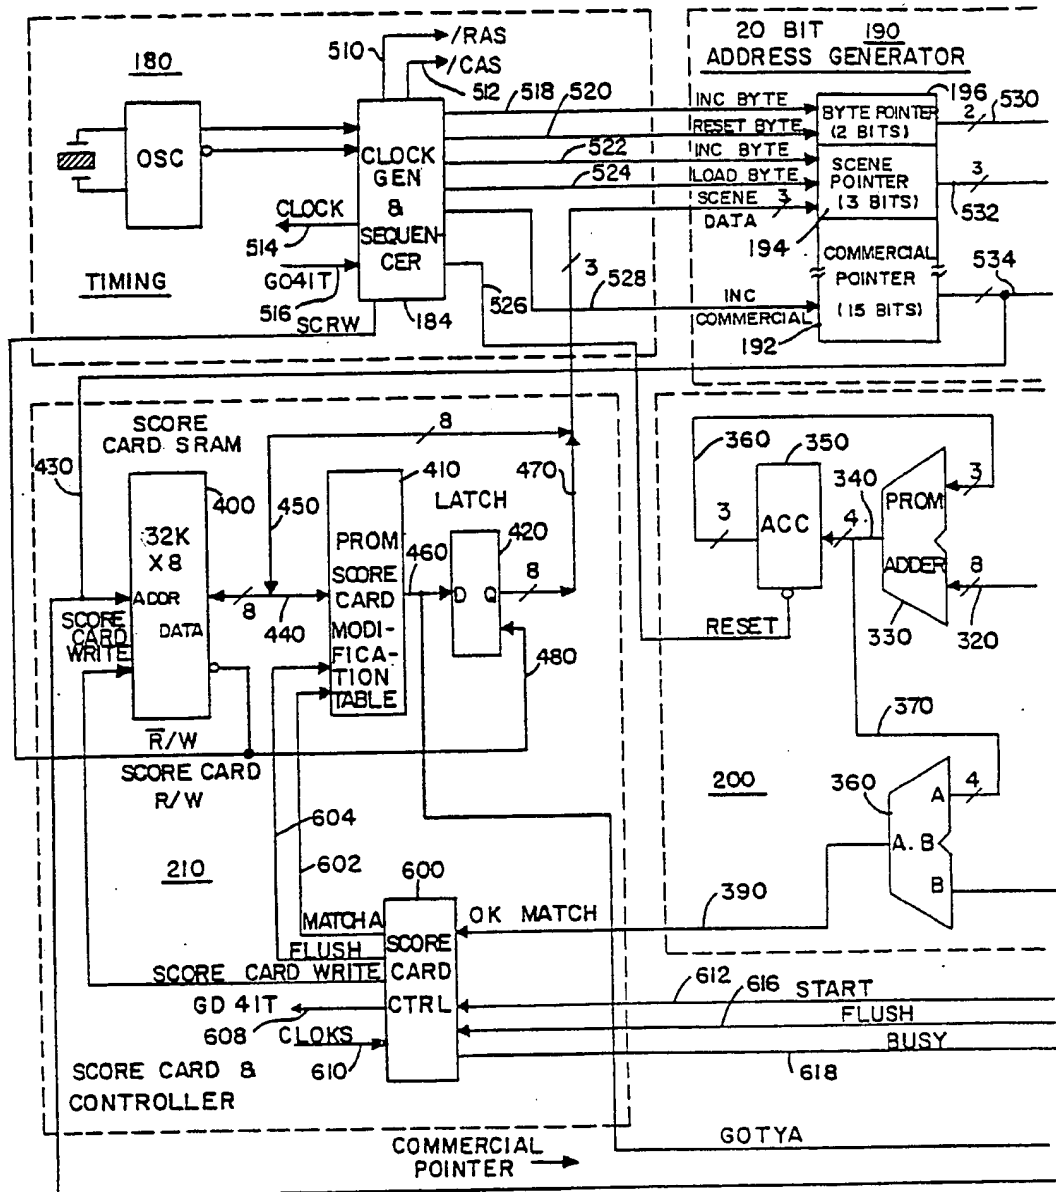 180
OSC
TIMING
510
/RAS
/CAS
512
518
520
522
524
CLOCK
GEN
&
SEQUEN-
CER
CLOCK
514
GO41T
516
SCRW
184
526
528
3
20 BIT 190
ADDRESS GENERATOR
196
INC BYTE
RESET BYTE
INC BYTE
LOAD BYTE
SCENE
DATA
3
194
BYTE POINTER
(2 BITS)
SCENE
POINTER
(3 BITS)
COMMERCIAL
POINTER
(15 BITS)
2
530
3
532
534
INC
COMMERCIAL
192
SCORE
CARD SRAM
430
400
32K
X 8
ADDR
DATA
SCORE
CARD
WRITE
R̅/W
SCORE CARD
R/W
450
8
8
440
410
PROM
SCORE
CARD
MODI-
FICA-
TION
TABLE
LATCH
460
420
D Q
8
470
480
360
350
ACC
3
340
4
PROM
ADDER
3
8
330
320
RESET
370
200
360
A
4
A.B
B
390
210
604
602
600
SCORE
CARD
CTRL
MATCHA
FLUSH
SCORE CARD WRITE
GD 41T
608
CLOKS
610
OK MATCH
612
616
START
FLUSH
BUSY
618
SCORE CARD &
CONTROLLER
COMMERCIAL
POINTER
GOTYA